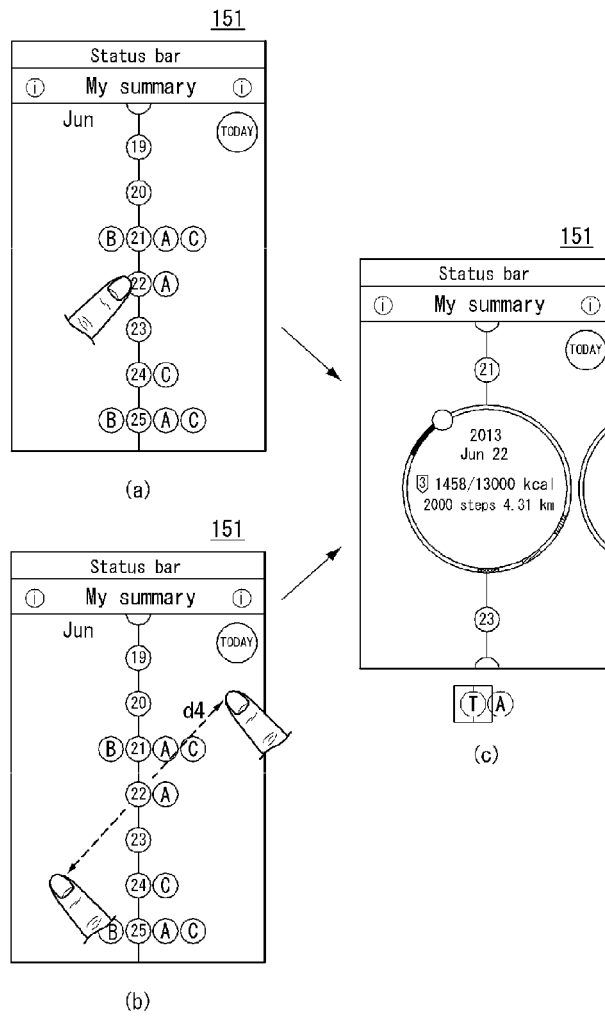 151
Status bar
i My summary i
Jun
TODAY
19
20
B 21 A C
22 A
23
24 C
B 25 A C
(a)
151
Status bar
i My summary i
Jun
TODAY
19
20
d4
B 21 A C
22 A
23
24 C
B 25 A C
(b)
151
Status bar
i My summary i
TODAY
21
2013
Jun 22
3 1458/13000 kcal
2000 steps 4.31 km
23
T A
(c)